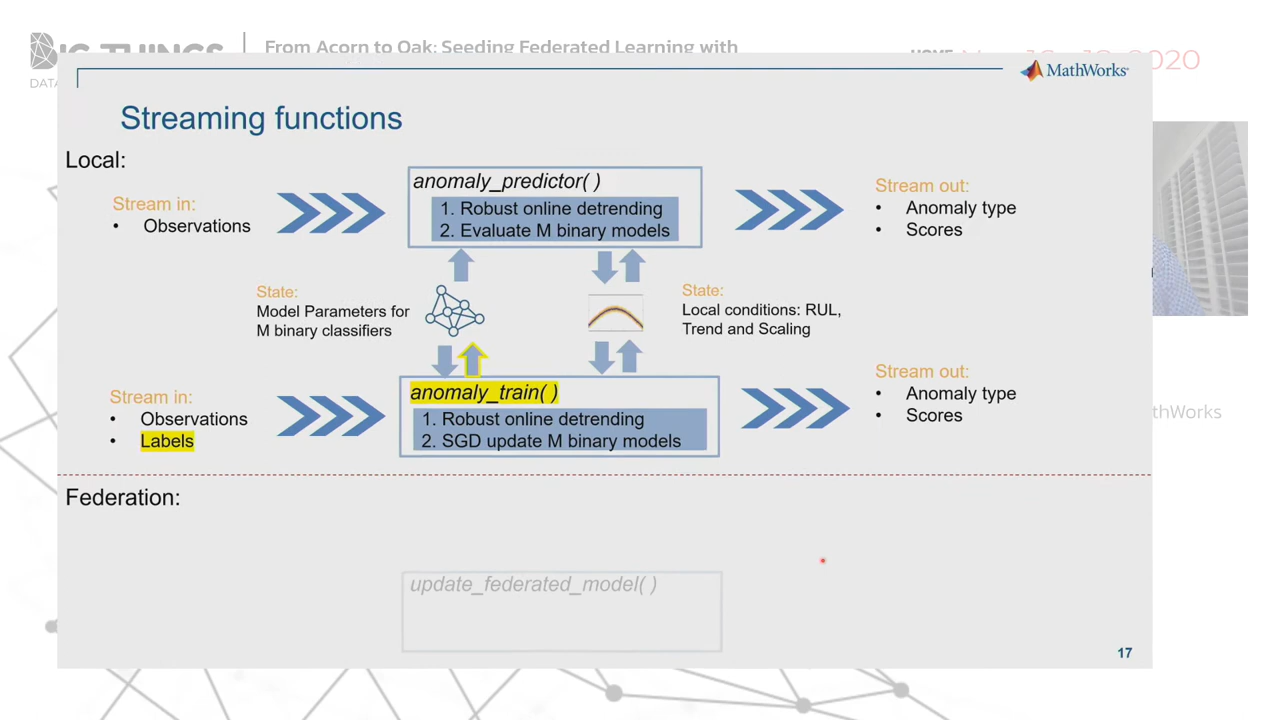 BIG THINGS
From Acorn to Oak: Seeding Federated Learning with
2020
DATA
MathWorks
Streaming functions
Local:
Stream in:
• Observations
anomaly_predictor( )
1. Robust online detrending
2. Evaluate M binary models
Stream out:
• Anomaly type
• Scores
State:
Model Parameters for
M binary classifiers
State:
Local conditions: RUL,
Trend and Scaling
Stream in:
• Observations
• Labels
anomaly_train( )
1. Robust online detrending
2. SGD update M binary models
Stream out:
• Anomaly type
• Scores
thWorks
Federation:
update_federated_model( )
17